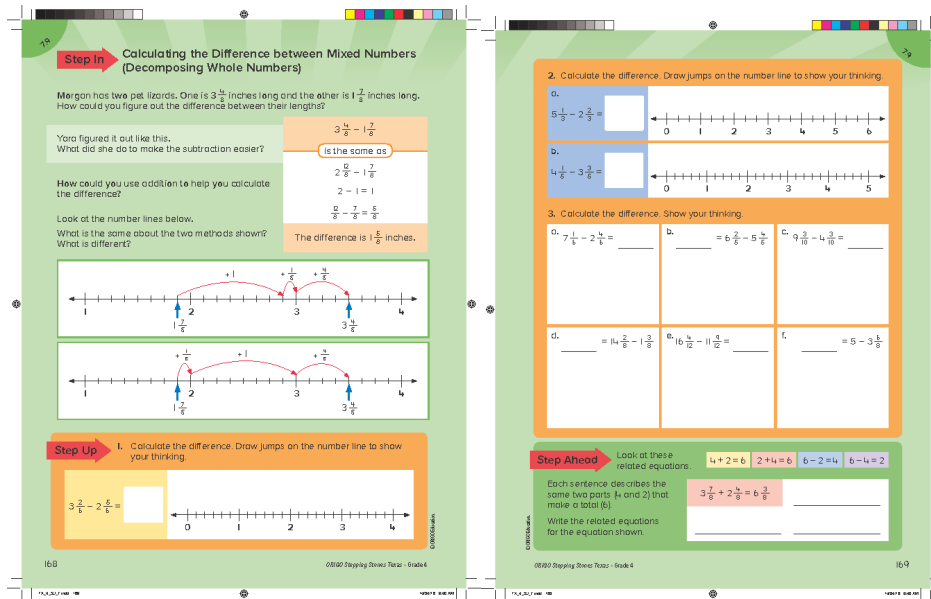 7.9
Step In
Calculating the Difference between Mixed Numbers
(Decomposing Whole Numbers)
Morgan has two pet lizards. One is 3 4/8 inches long and the other is 1 7/8 inches long.
How could you figure out the difference between their lengths?
Yara figured it out like this.
What did she do to make the subtraction easier?
3 4/8 − 1 7/8
is the same as
2 12/8 − 1 7/8
2 − 1 = 1
12/8 − 7/8 = 5/8
The difference is 1 5/8 inches.
How could you use addition to help you calculate
the difference?
Look at the number lines below.
What is the same about the two methods shown?
What is different?
+1 + 1/8 + 4/8
1 2 3 4
1 7/8 3 4/8
+ 1/8 +1 + 4/8
1 2 3 4
1 7/8 3 4/8
Step Up
1. Calculate the difference. Draw jumps on the number line to show
your thinking.
3 2/6 − 2 5/6 =
0 1 2 3 4
© ORIGO Education
168
ORIGO Stepping Stones Texas – Grade 4
7.9
2. Calculate the difference. Draw jumps on the number line to show your thinking.
a.
5 1/3 − 2 2/3 =
0 1 2 3 4 5 6
b.
4 1/5 − 3 3/5 =
0 1 2 3 4 5
3. Calculate the difference. Show your thinking.
a. 7 1/6 − 2 4/6 = ______
b. ______ = 6 2/5 − 5 4/5
c. 9 3/10 − 4 3/10 = ______
d. ______ = 14 2/8 − 1 3/8
e. 16 4/12 − 11 9/12 = ______
f. ______ = 5 − 3 6/8
Step Ahead
Look at these
related equations.
4 + 2 = 6 2 + 4 = 6 6 − 2 = 4 6 − 4 = 2
Each sentence describes the
same two parts (4 and 2) that
make a total (6).
Write the related equations
for the equation shown.
3 7/8 + 2 4/8 = 6 3/8
© ORIGO Education
ORIGO Stepping Stones Texas – Grade 4
169